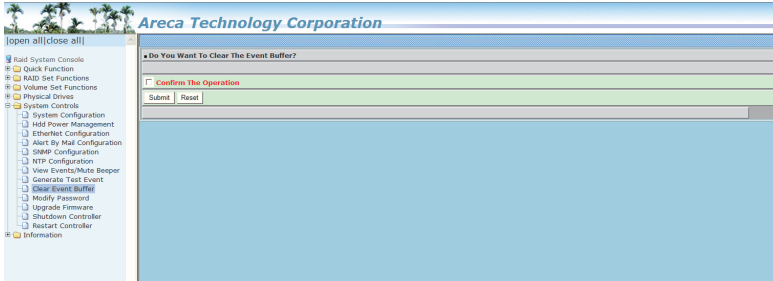 Areca Technology Corporation
|open all|close all|
Raid System Console
Quick Function
RAID Set Functions
Volume Set Functions
Physical Drives
System Controls
System Configuration
Hdd Power Management
EtherNet Configuration
Alert By Mail Configuration
SNMP Configuration
NTP Configuration
View Events/Mute Beeper
Generate Test Event
Clear Event Buffer
Modify Password
Upgrade Firmware
Shutdown Controller
Restart Controller
Information
Do You Want To Clear The Event Buffer?
Confirm The Operation
Submit Reset